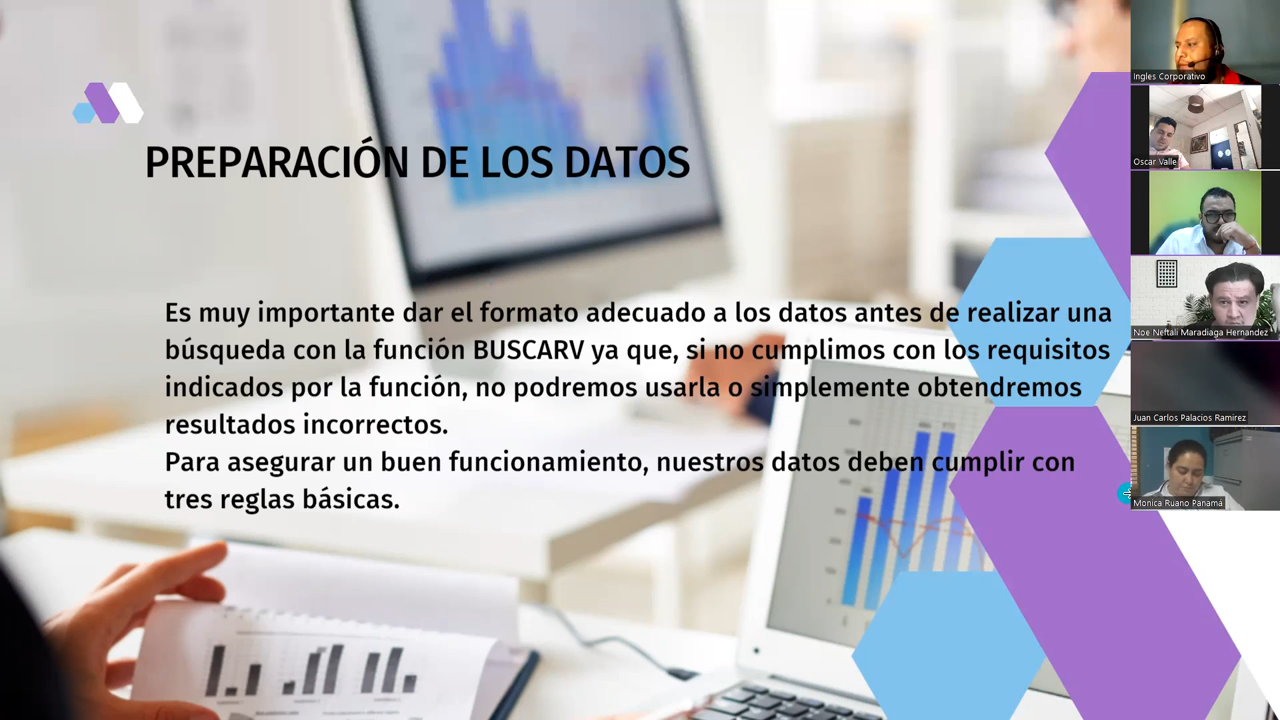 PREPARACIÓN DE LOS DATOS
Es muy importante dar el formato adecuado a los datos antes de realizar una
búsqueda con la función BUSCARV ya que, si no cumplimos con los requisitos
indicados por la función, no podremos usarla o simplemente obtendremos
resultados incorrectos.
Para asegurar un buen funcionamiento, nuestros datos deben cumplir con
tres reglas básicas.
Ingles Corporativo
Oscar Valle
Noe Neftali Maradiaga Hernandez
Juan Carlos Palacios Ramirez
Monica Ruano Panamá